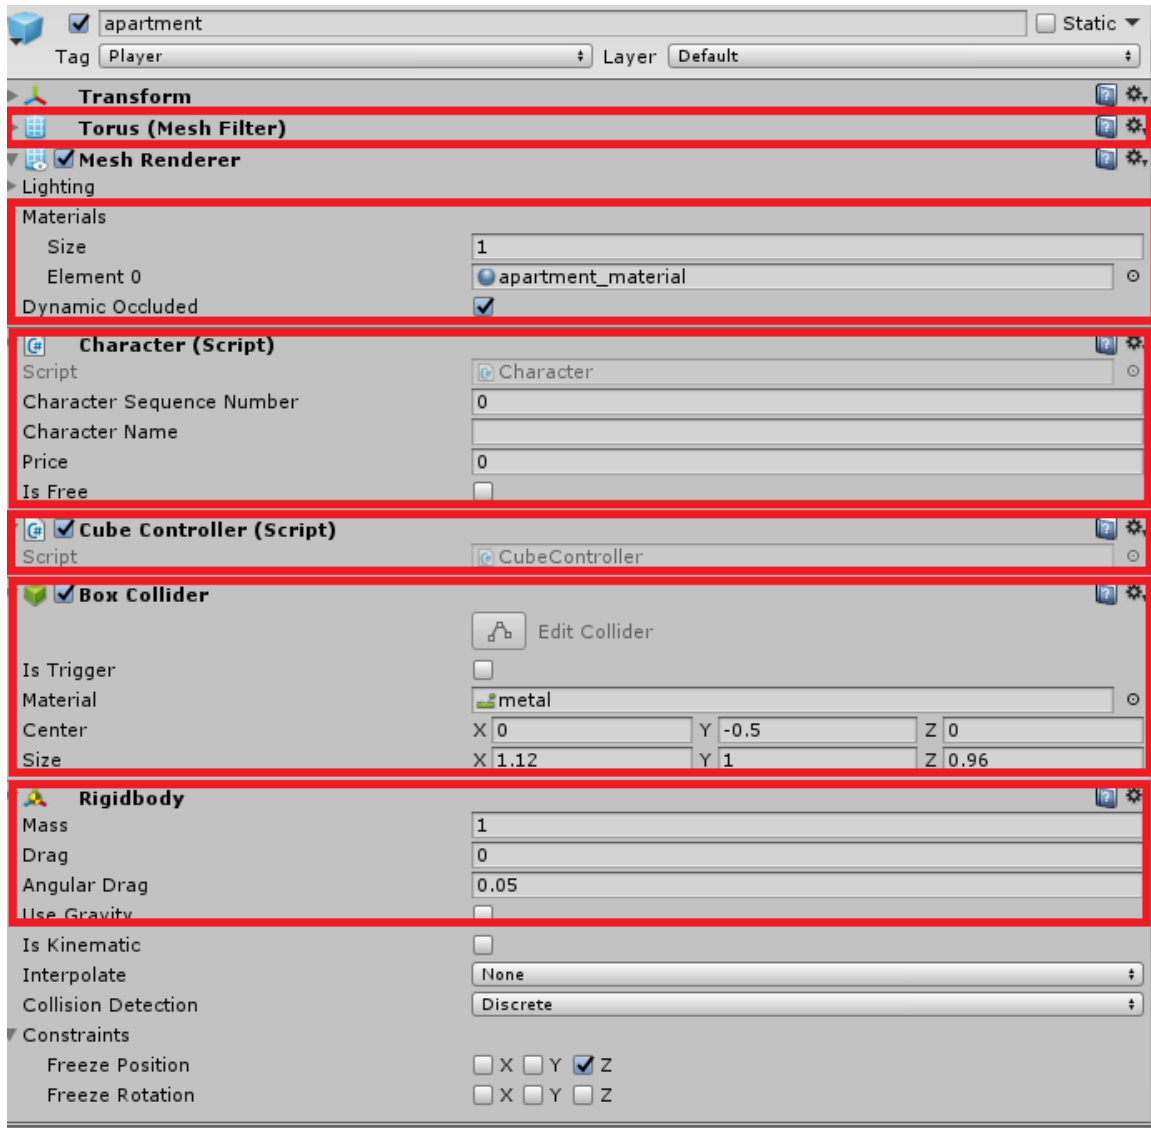 apartment Static
Tag Player Layer Default
Transform
Torus (Mesh Filter)
Mesh Renderer
Lighting
Materials
Size 1
Element 0 apartment_material
Dynamic Occluded
Character (Script)
Script Character
Character Sequence Number 0
Character Name
Price 0
Is Free
Cube Controller (Script)
Script CubeController
Box Collider
Edit Collider
Is Trigger
Material metal
Center X 0 Y -0.5 Z 0
Size X 1.12 Y 1 Z 0.96
Rigidbody
Mass 1
Drag 0
Angular Drag 0.05
Use Gravity
Is Kinematic
Interpolate None
Collision Detection Discrete
Constraints
Freeze Position X Y Z
Freeze Rotation X Y Z